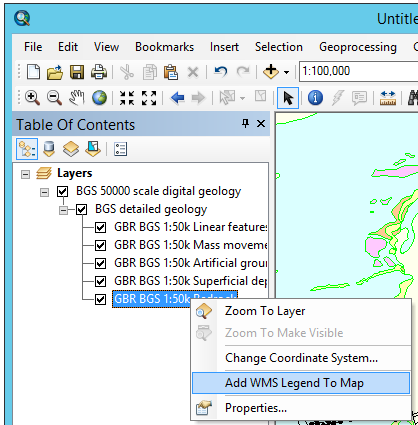 Untitle
File Edit View Bookmarks Insert Selection Geoprocessing
1:100,000
Table Of Contents
Layers
BGS 50000 scale digital geology
BGS detailed geology
GBR BGS 1:50k Linear features
GBR BGS 1:50k Mass moveme
GBR BGS 1:50k Artificial groun
GBR BGS 1:50k Superficial dep
GBR BGS 1:50k Bedrock
Zoom To Layer
Zoom To Make Visible
Change Coordinate System...
Add WMS Legend To Map
Properties...